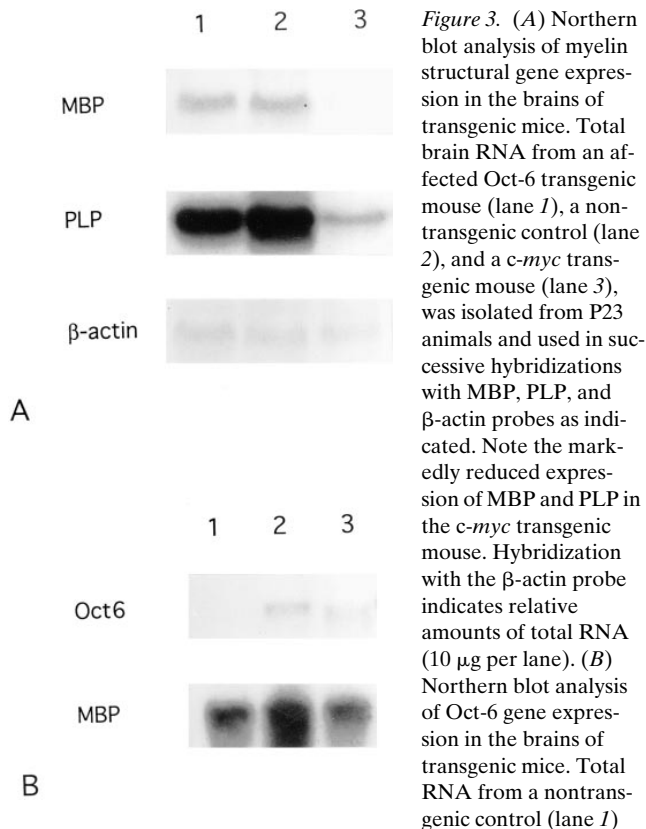 1 2 3
MBP
PLP
β-actin
A
1 2 3
Oct6
MBP
B
Figure 3. (A) Northern
blot analysis of myelin
structural gene expres-
sion in the brains of
transgenic mice. Total
brain RNA from an af-
fected Oct-6 transgenic
mouse (lane 1), a non-
transgenic control (lane
2), and a c-myc trans-
genic mouse (lane 3),
was isolated from P23
animals and used in suc-
cessive hybridizations
with MBP, PLP, and
β-actin probes as indi-
cated. Note the mark-
edly reduced expres-
sion of MBP and PLP in
the c-myc transgenic
mouse. Hybridization
with the β-actin probe
indicates relative
amounts of total RNA
(10 μg per lane). (B)
Northern blot analysis
of Oct-6 gene expres-
sion in the brains of
transgenic mice. Total
RNA from a nontrans-
genic control (lane 1)